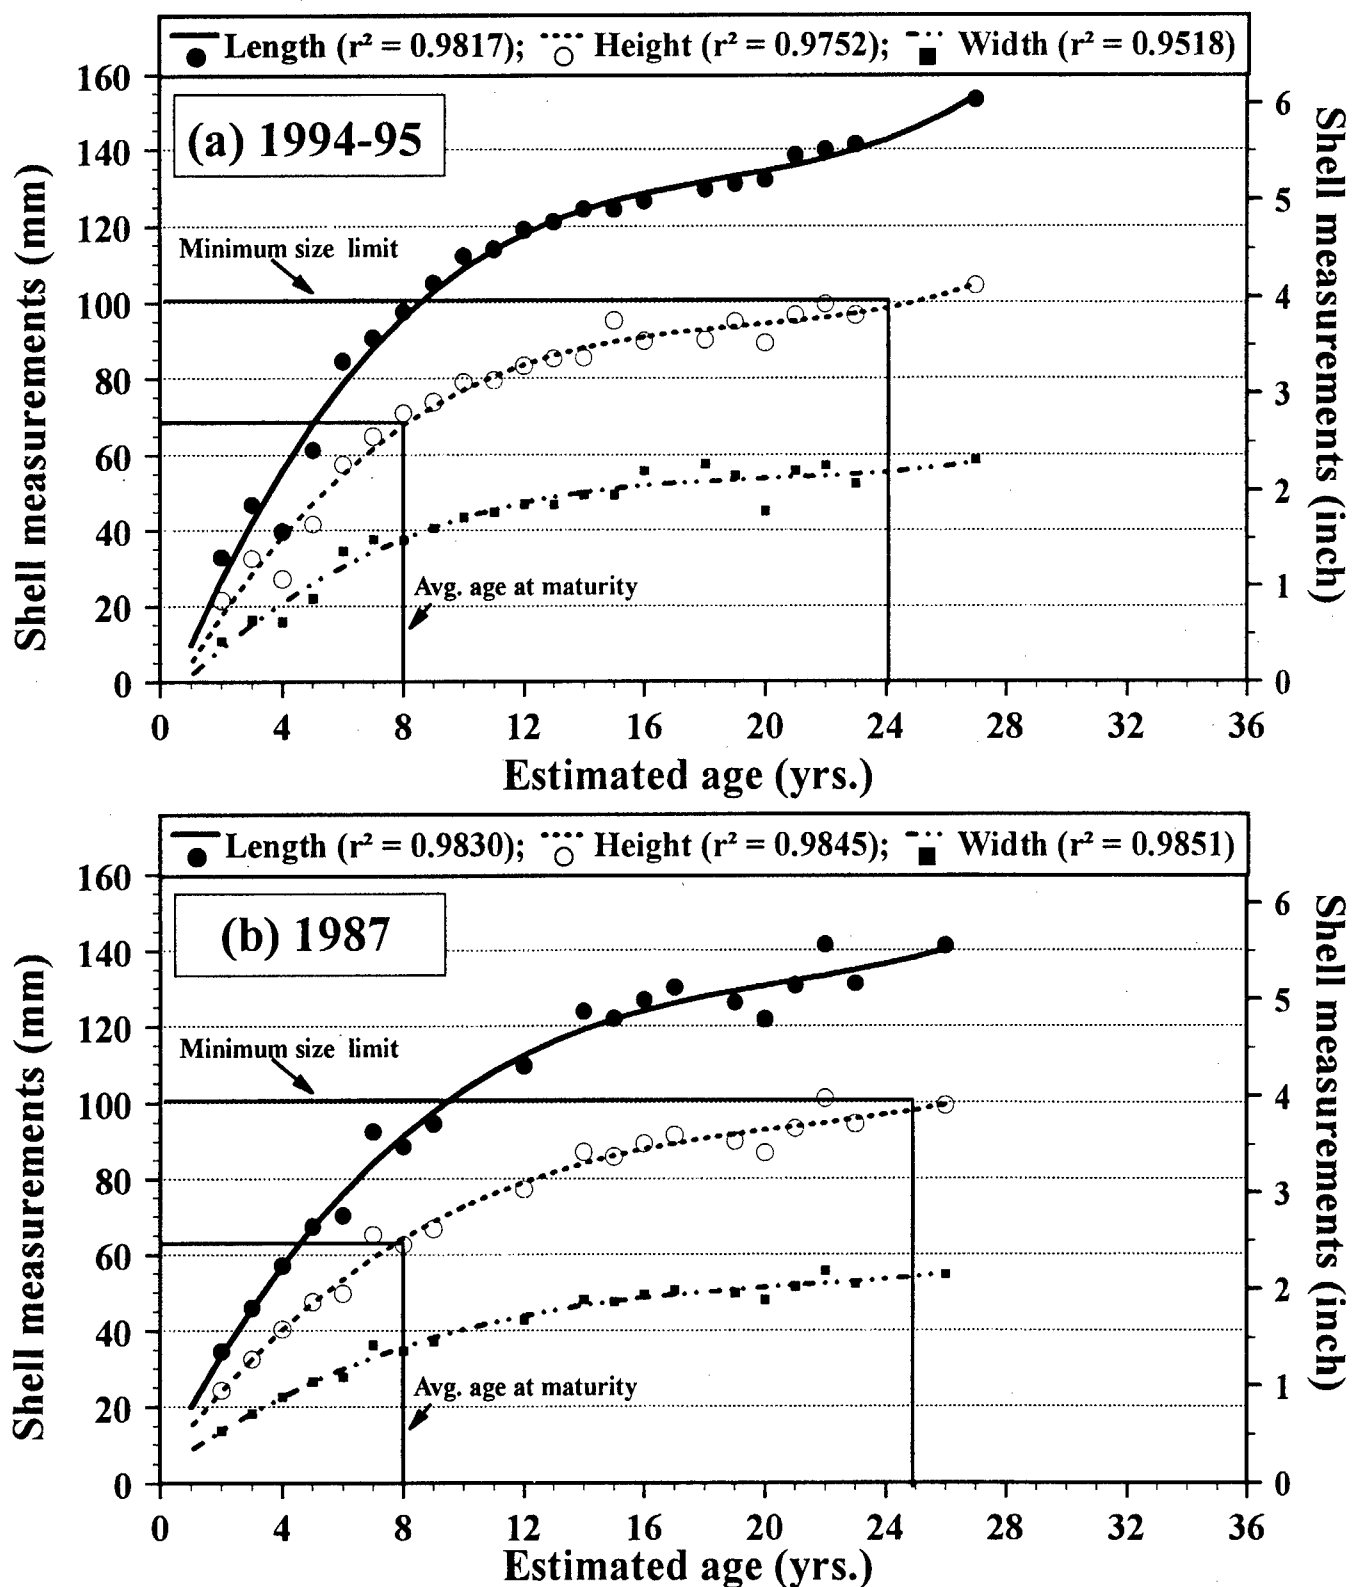 Length (r² = 0.9817); Height (r² = 0.9752); Width (r² = 0.9518)
(a) 1994-95
Shell measurements (mm)
160
140
120
100
80
60
40
20
0
Minimum size limit
Avg. age at maturity
6
5
4
3
2
1
0
Shell measurements (inch)
0 4 8 12 16 20 24 28 32 36
Estimated age (yrs.)
Length (r² = 0.9830); Height (r² = 0.9845); Width (r² = 0.9851)
(b) 1987
Shell measurements (mm)
160
140
120
100
80
60
40
20
0
Minimum size limit
Avg. age at maturity
6
5
4
3
2
1
0
Shell measurements (inch)
0 4 8 12 16 20 24 28 32 36
Estimated age (yrs.)